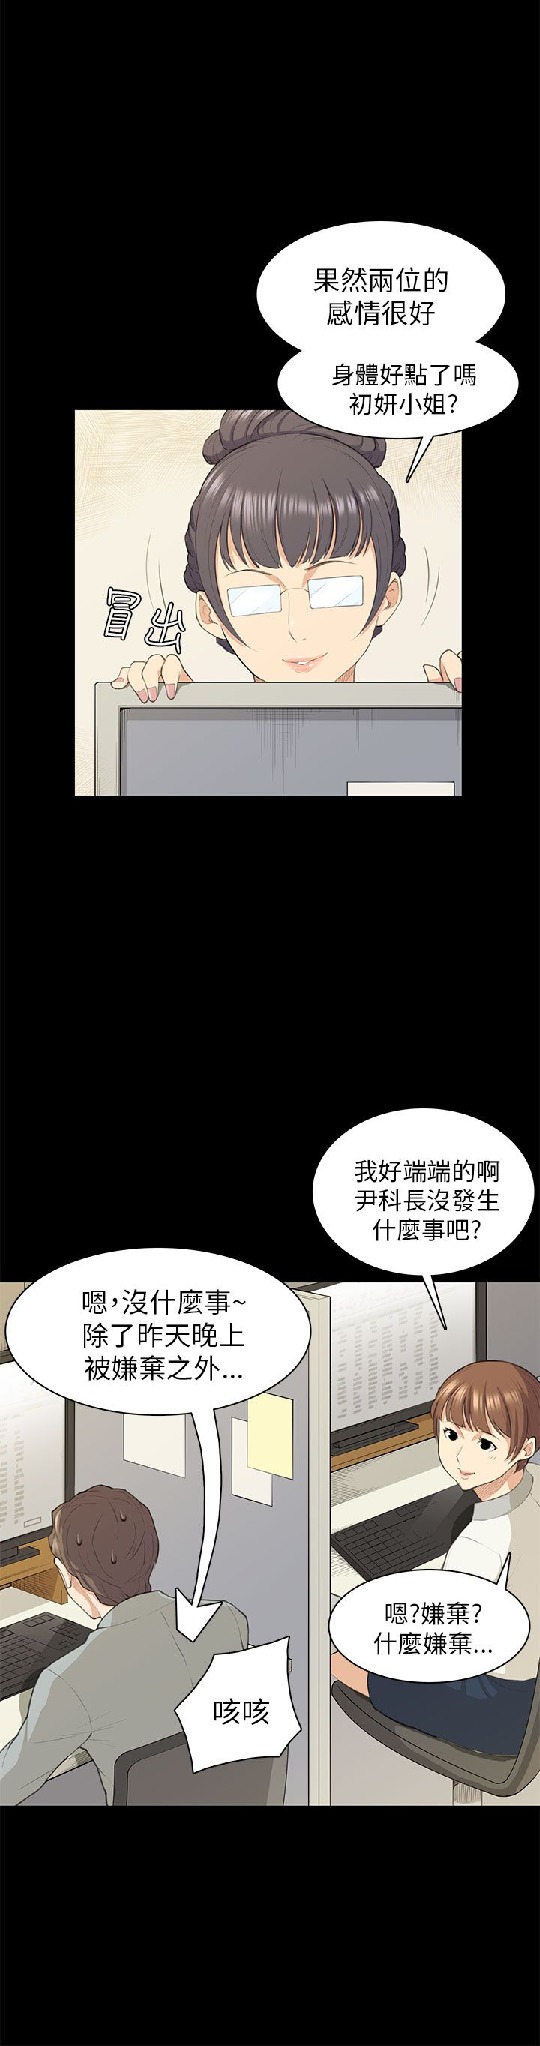 果然兩位的
感情很好
身體好點了嗎
初妍小姐?
冒出
我好端端的啊
尹科長沒發生
什麼事吧?
嗯,沒什麼事~
除了昨天晚上
被嫌棄之外...
嗯?嫌棄?
什麼嫌棄...
咳咳